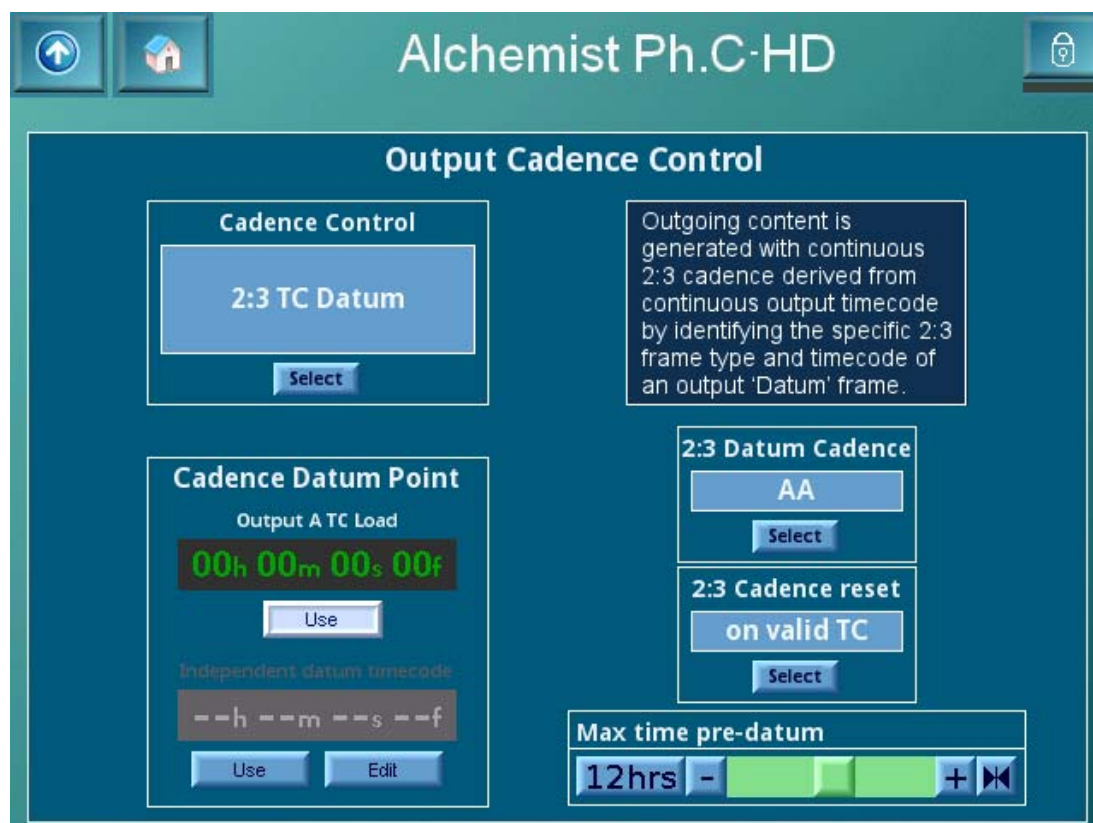 Alchemist Ph.C-HD
Output Cadence Control
Cadence Control
2:3 TC Datum
Select
Outgoing content is
generated with continuous
2:3 cadence derived from
continuous output timecode
by identifying the specific 2:3
frame type and timecode of
an output ‘Datum’ frame.
Cadence Datum Point
Output A TC Load
00h 00m 00s 00f
Use
Independent datum timecode
--h --m --s --f
Use Edit
2:3 Datum Cadence
AA
Select
2:3 Cadence reset
on valid TC
Select
Max time pre-datum
12hrs - +